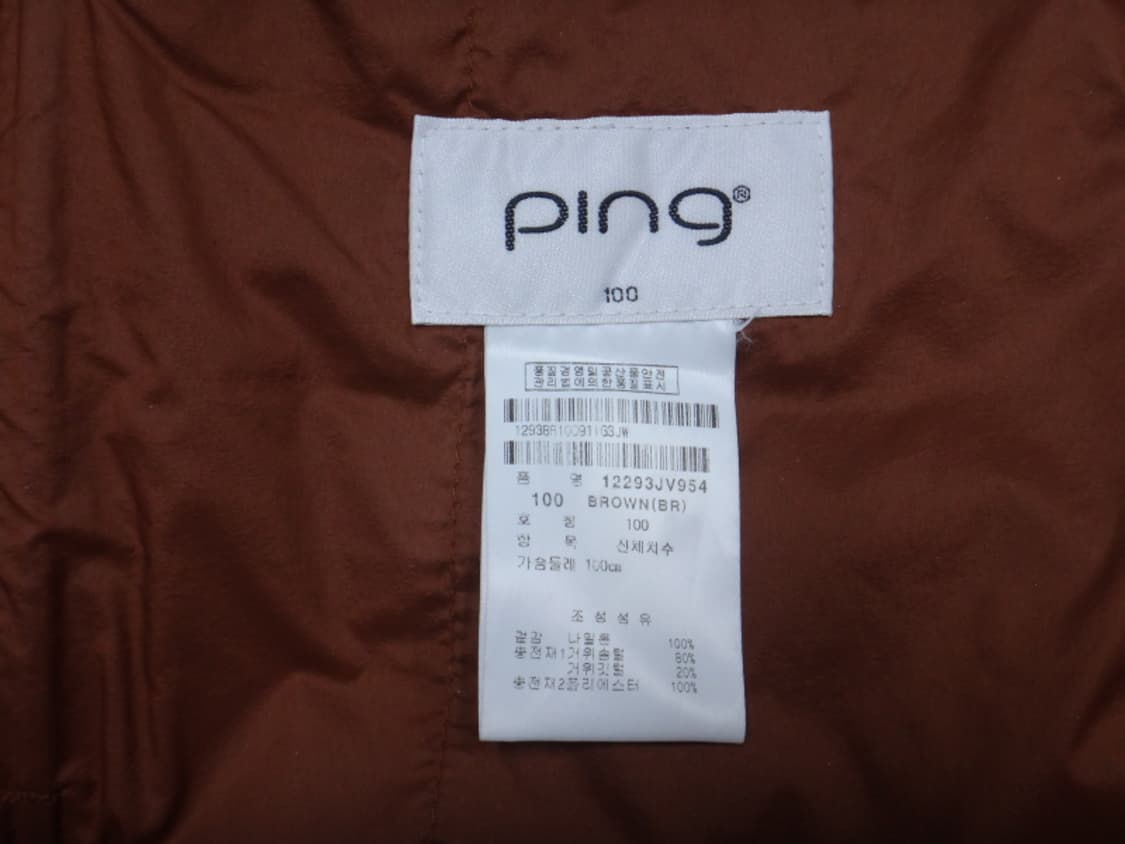 ping®
100
품질경영및공산품안전
관리법에의한품질표시
품 명 12293JV954
100 BROWN(BR)
호 칭 100
항 목 신체치수
가슴둘레 100cm
조성섬유
겉감 나일론 100%
충전재1거위솜털 80%
거위깃털 20%
충전재2폴리에스터 100%